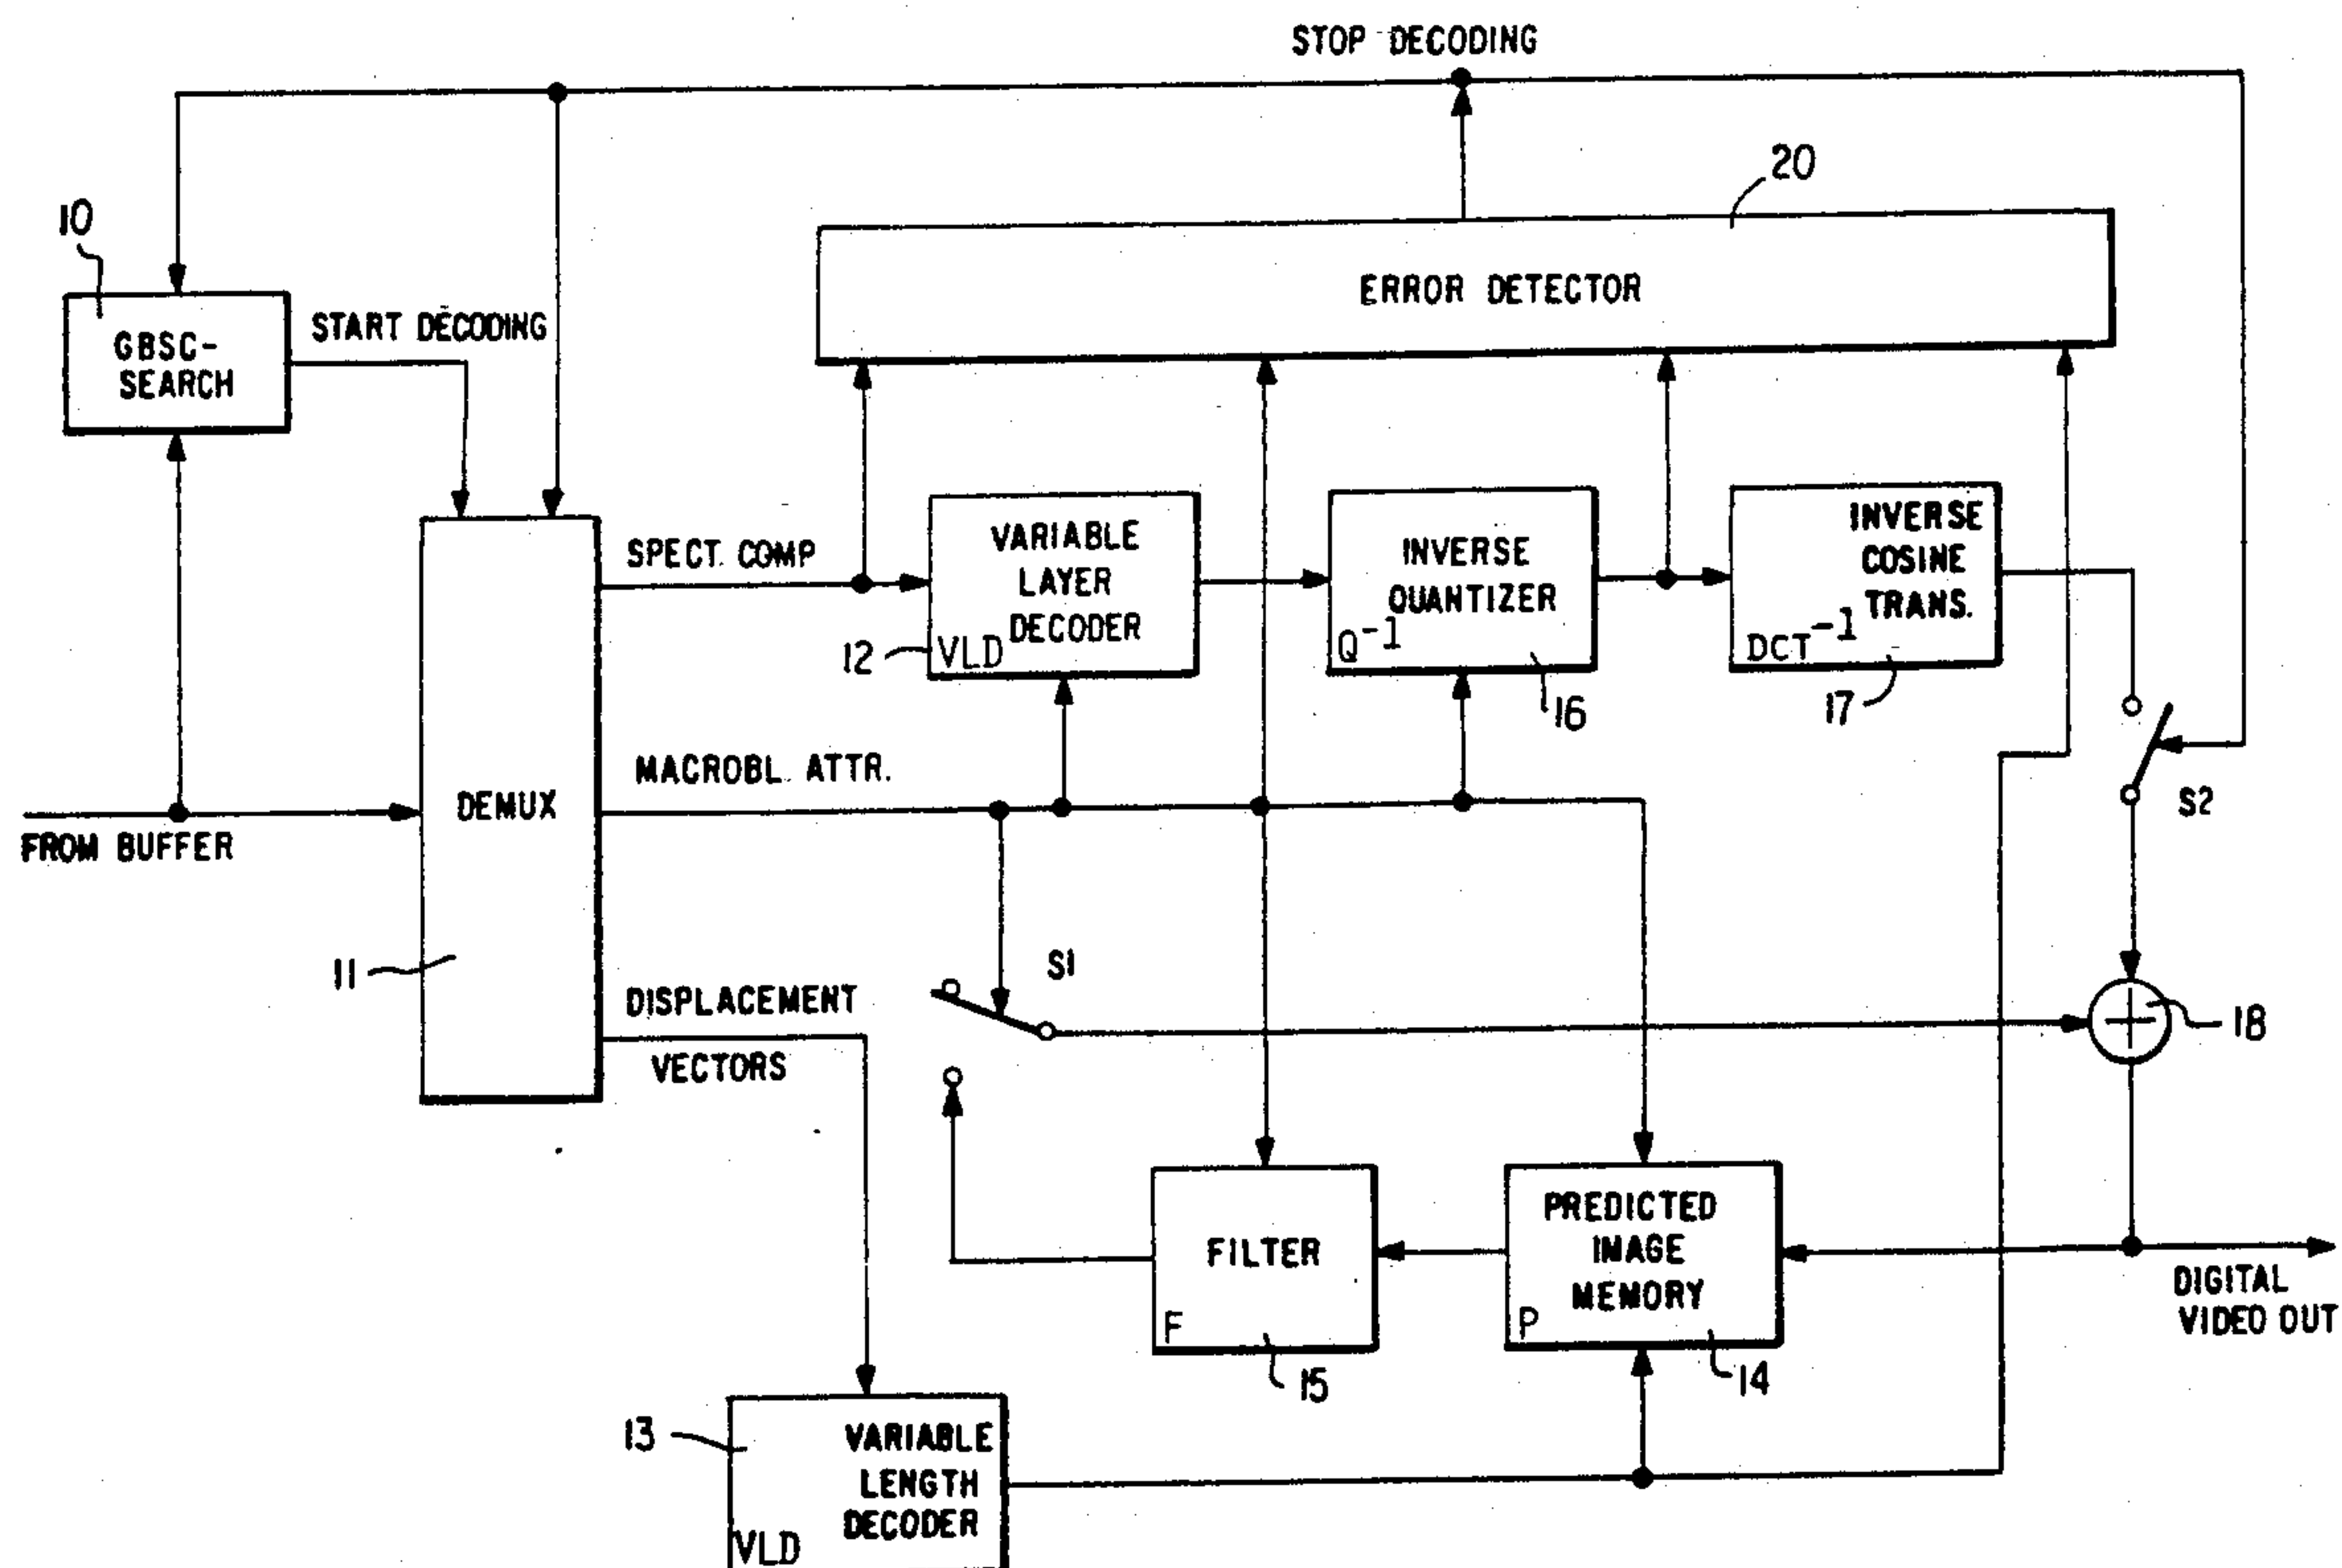 STOP DECODING
20
10
ERROR DETECTOR
START DECODING
GBSC-
SEARCH
SPECT. COMP
VARIABLE
LAYER
DECODER
VLD
12
INVERSE
QUANTIZER
Q-1
16
INVERSE
COSINE
TRANS.
DCT-1
17
MACROBL. ATTR.
DEMUX
S2
FROM BUFFER
11
S1
DISPLACEMENT
VECTORS
18
FILTER
F
15
PREDICTED
IMAGE
MEMORY
P
14
DIGITAL
VIDEO OUT
13
VARIABLE
LENGTH
DECODER
VLD